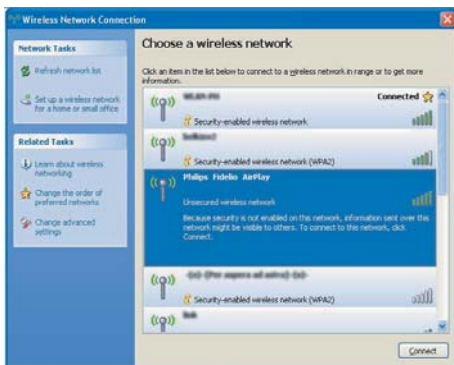 Wireless Network Connection
Network Tasks
Refresh network list
Set up a wireless network
for a home or small office
Related Tasks
Learn about wireless
networking
Change the order of
preferred networks
Change advanced
settings
Choose a wireless network
Click an item in the list below to connect to a wireless network in range or to get more
information.
Connected
Security-enabled wireless network
Security-enabled wireless network (WPA2)
Philips Fidelio AirPlay
Unsecured wireless network
Because security is not enabled on this network, information sent over this
network might be visible to others. To connect to this network, click
Connect.
Security-enabled wireless network (WPA2)
Connect